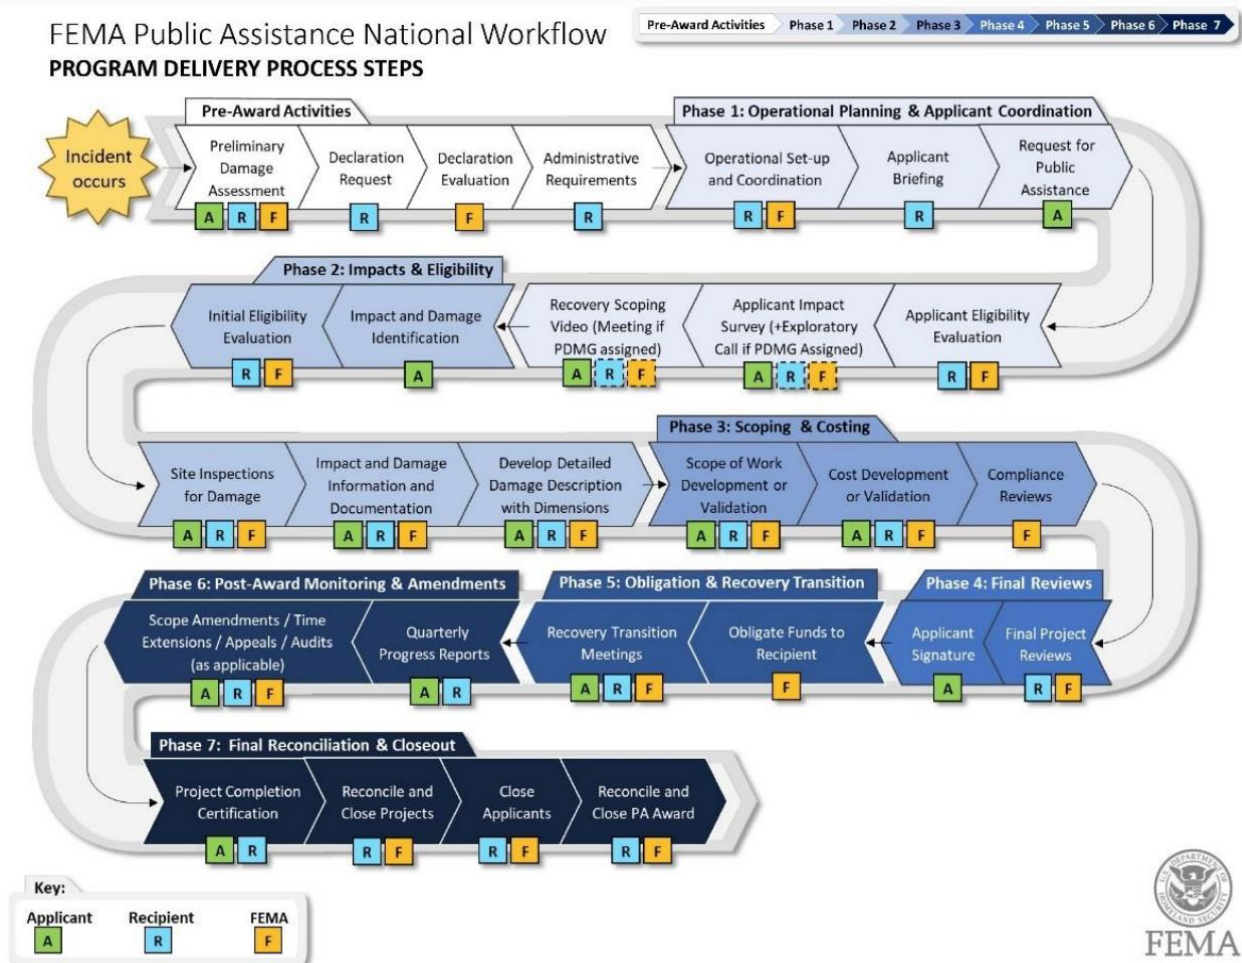 FEMA Public Assistance National Workflow
PROGRAM DELIVERY PROCESS STEPS
Pre-Award Activities Phase 1 Phase 2 Phase 3 Phase 4 Phase 5 Phase 6 Phase 7
Incident
occurs
Pre-Award Activities
Preliminary
Damage
Assessment
A R F
Declaration
Request
R
Declaration
Evaluation
F
Administrative
Requirements
R
Phase 1: Operational Planning & Applicant Coordination
Operational Set-up
and Coordination
R F
Applicant
Briefing
R
Request for
Public
Assistance
A
Applicant Eligibility
Evaluation
R F
Applicant Impact
Survey (+Exploratory
Call if PDMG Assigned)
A R F
Recovery Scoping
Video (Meeting if
PDMG assigned)
A R F
Phase 2: Impacts & Eligibility
Impact and Damage
Identification
A
Initial Eligibility
Evaluation
R F
Site Inspections
for Damage
A R F
Impact and Damage
Information and
Documentation
A R F
Develop Detailed
Damage Description
with Dimensions
A R F
Phase 3: Scoping & Costing
Scope of Work
Development or
Validation
A R F
Cost Development
or Validation
A R F
Compliance
Reviews
F
Phase 4: Final Reviews
Final Project
Reviews
R F
Applicant
Signature
A
Phase 5: Obligation & Recovery Transition
Obligate Funds to
Recipient
F
Recovery Transition
Meetings
A R F
Phase 6: Post-Award Monitoring & Amendments
Quarterly
Progress Reports
A R
Scope Amendments / Time
Extensions / Appeals / Audits
(as applicable)
A R F
Phase 7: Final Reconciliation & Closeout
Project Completion
Certification
A R
Reconcile and
Close Projects
R F
Close
Applicants
R F
Reconcile and
Close PA Award
R F
Key:
Applicant Recipient FEMA
A R F
U.S. DEPARTMENT OF
HOMELAND SECURITY
FEMA